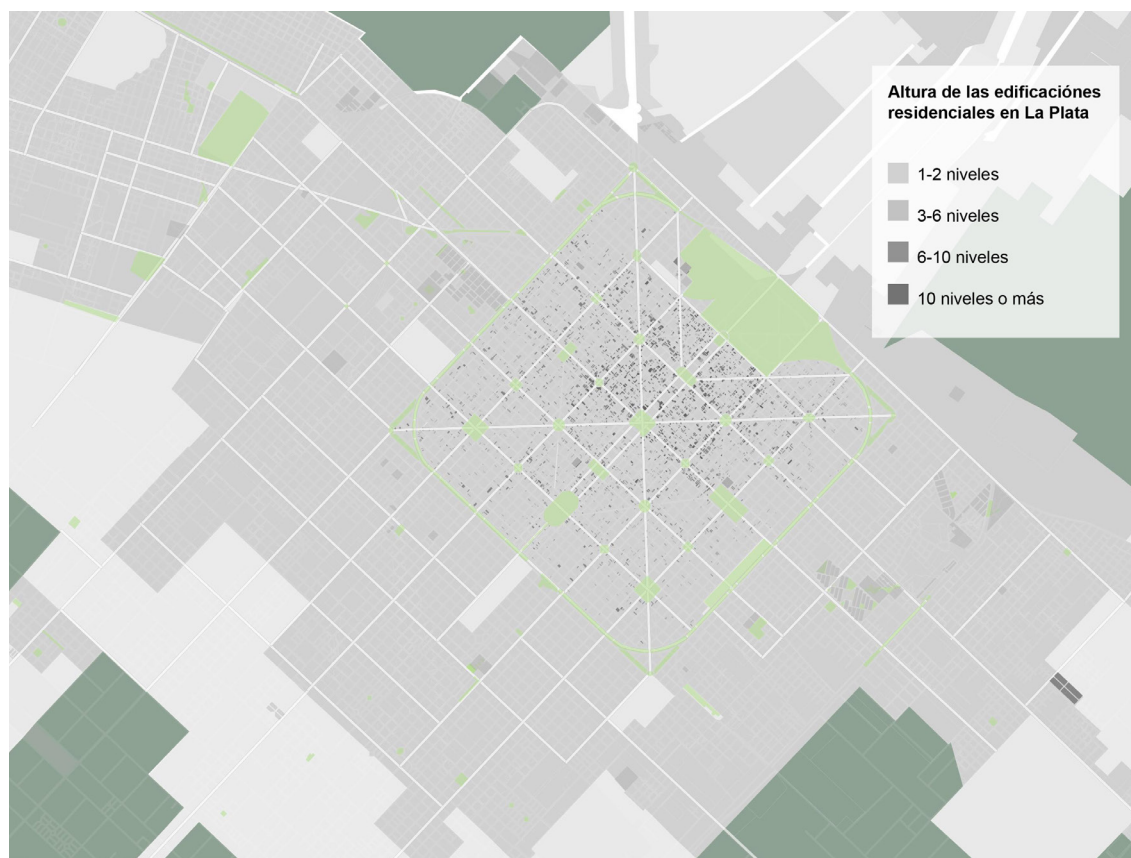 Altura de las edificaciónes
residenciales en La Plata
1-2 niveles
3-6 niveles
6-10 niveles
10 niveles o más